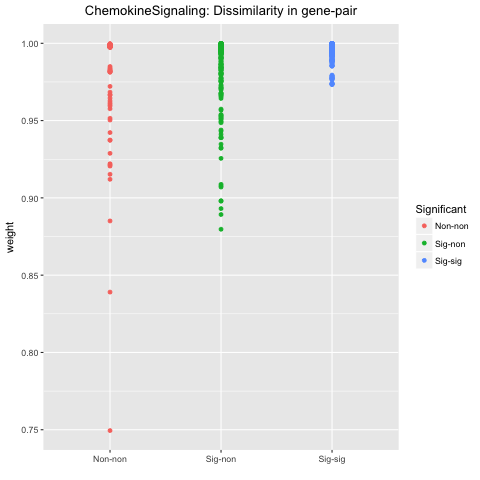 ChemokineSignaling: Dissimilarity in gene-pair
weight
1.00
0.95
0.90
0.85
0.80
0.75
Non-non
Sig-non
Sig-sig
Significant
Non-non
Sig-non
Sig-sig